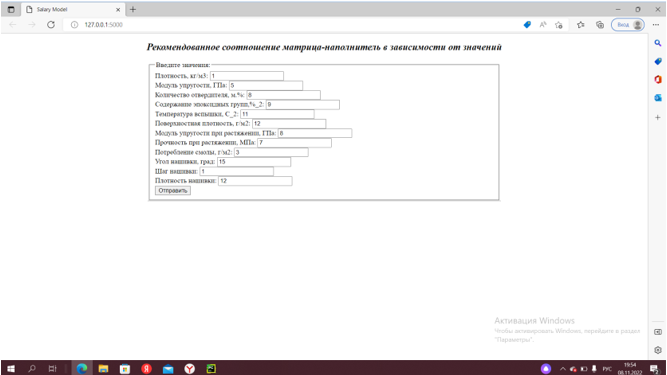 Salary Model
127.0.0.1:5000
Вход
Рекомендованное соотношение матрица-наполнитель в зависимости от значений
Введите значения:
Плотность, кг/м3: 1
Модуль упругости, ГПа: 5
Количество отвердителя, м.%: 8
Содержание эпоксидных групп,%_2: 9
Температура вспышки, С_2: 11
Поверхностная плотность, г/м2: 12
Модуль упругости при растяжении, ГПа: 6
Прочность при растяжении, МПа: 7
Потребление смолы, г/м2: 3
Угол нашивки, град: 15
Шаг нашивки: 1
Плотность нашивки: 12
Отправить
Активация Windows
Чтобы активировать Windows, перейдите в раздел
"Параметры".
РУС
19:54
08.11.2022